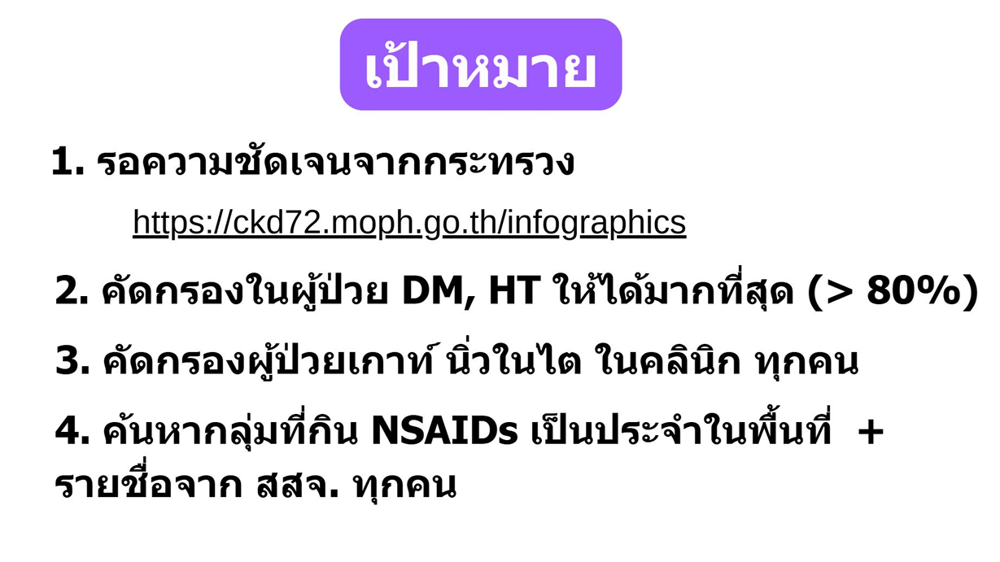 เป้าหมาย
1. รอความชัดเจนจากกระทรวง
https://ckd72.moph.go.th/infographics
2. คัดกรองในผู้ป่วย DM, HT ให้ได้มากที่สุด (> 80%)
3. คัดกรองผู้ป่วยเกาท์ นิ่วในไต ในคลินิก ทุกคน
4. ค้นหากลุ่มที่กิน NSAIDs เป็นประจำในพื้นที่ +
รายชื่อจาก สสจ. ทุกคน